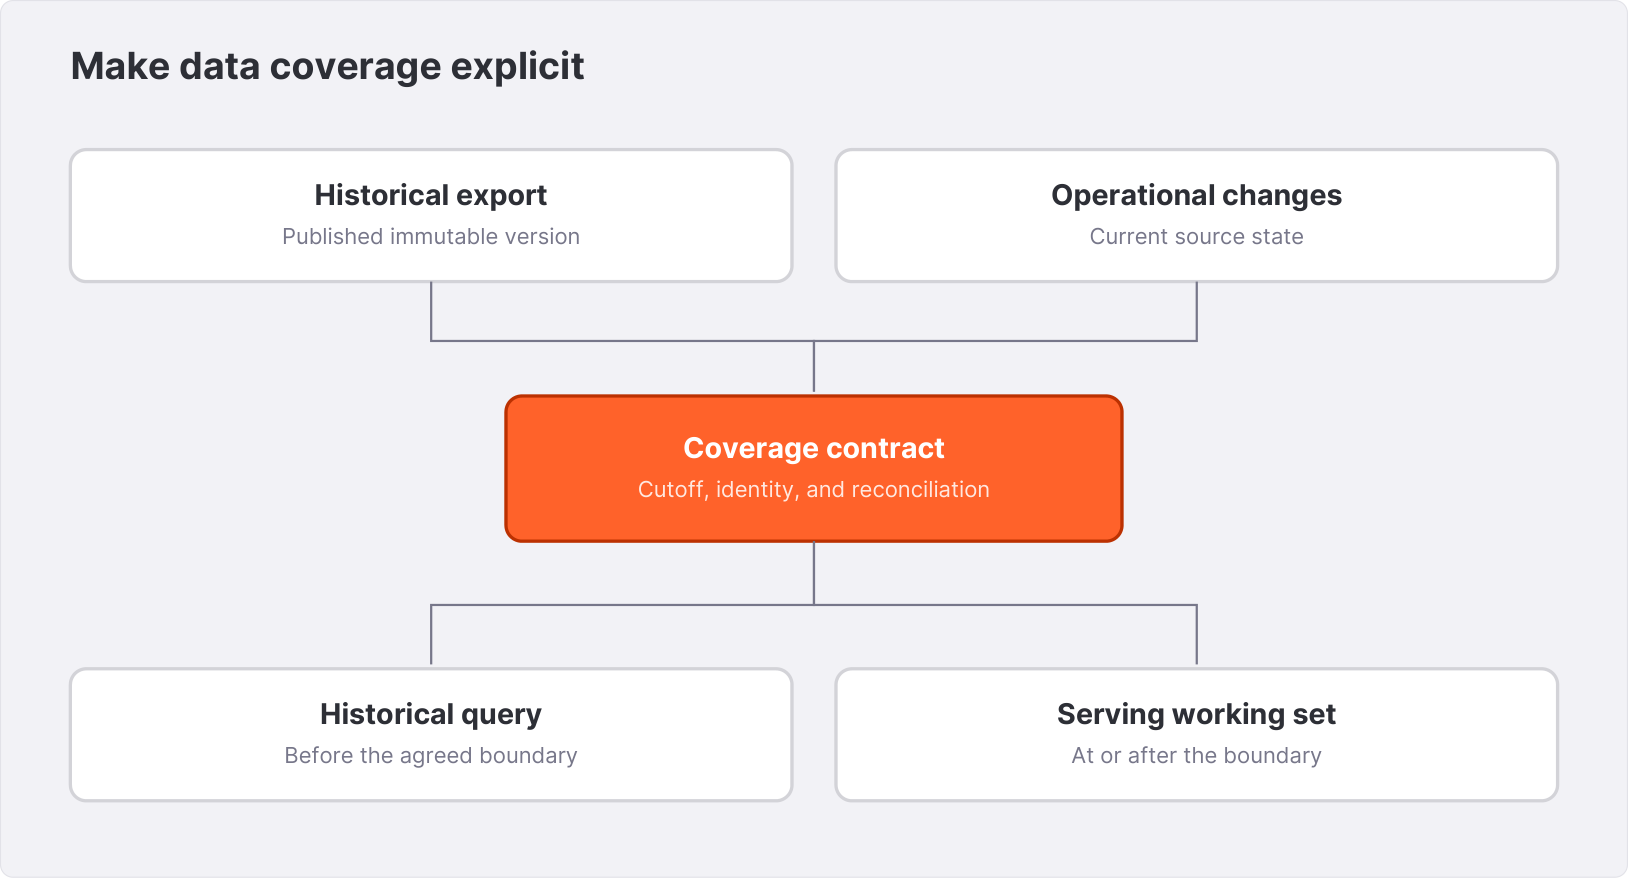 Make data coverage explicit
Historical export
Published immutable version
Operational changes
Current source state
Coverage contract
Cutoff, identity, and reconciliation
Historical query
Before the agreed boundary
Serving working set
At or after the boundary